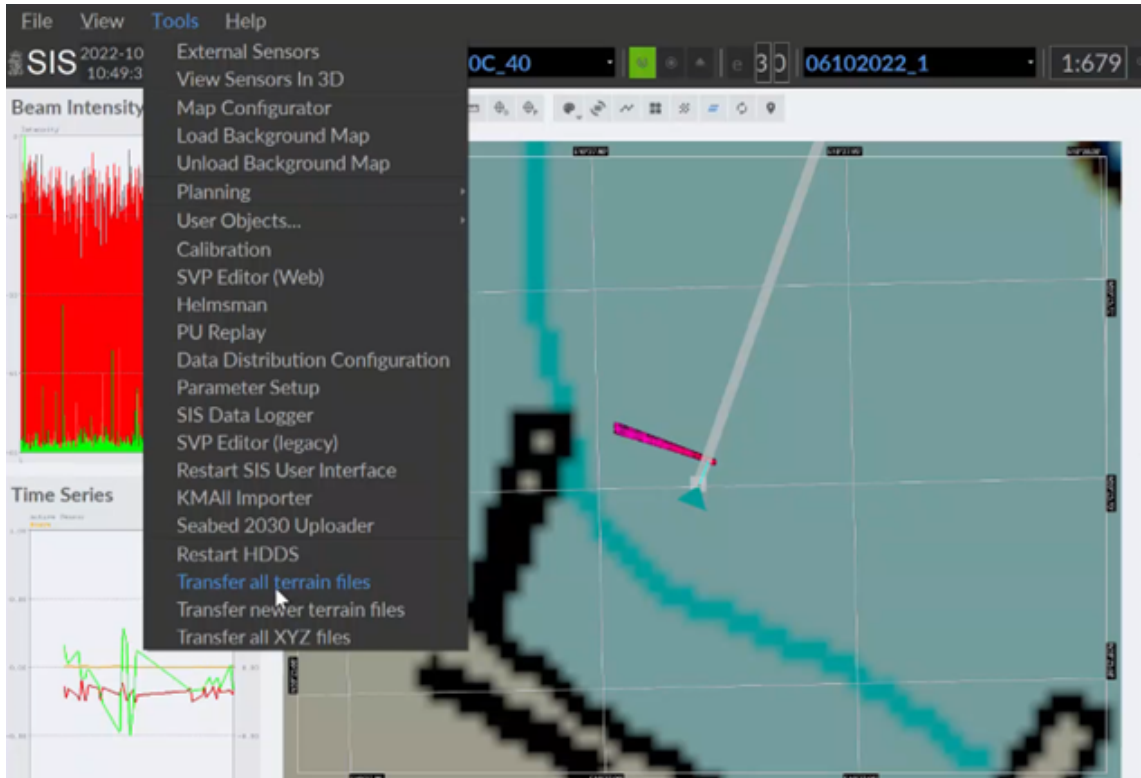 File View Tools Help
SIS 2022-10
10:49:3
0C_40
e 3D 06102022_1
1:679
External Sensors
View Sensors In 3D
Map Configurator
Load Background Map
Unload Background Map
Planning
User Objects...
Calibration
SVP Editor (Web)
Helmsman
PU Replay
Data Distribution Configuration
Parameter Setup
SIS Data Logger
SVP Editor (legacy)
Restart SIS User Interface
KMAll Importer
Seabed 2030 Uploader
Restart HDDS
Transfer all terrain files
Transfer newer terrain files
Transfer all XYZ files
Beam Intensity
Intensity
Time Series